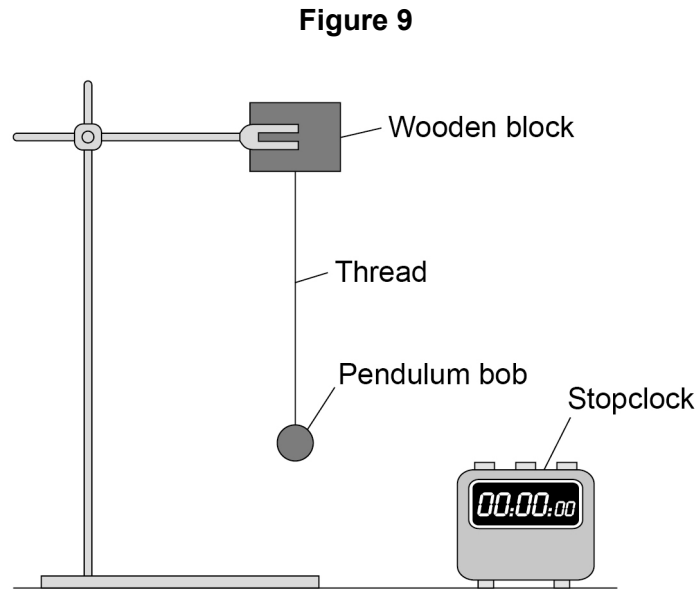 Figure 9
Wooden block
Thread
Pendulum bob
Stopclock
00:00:00